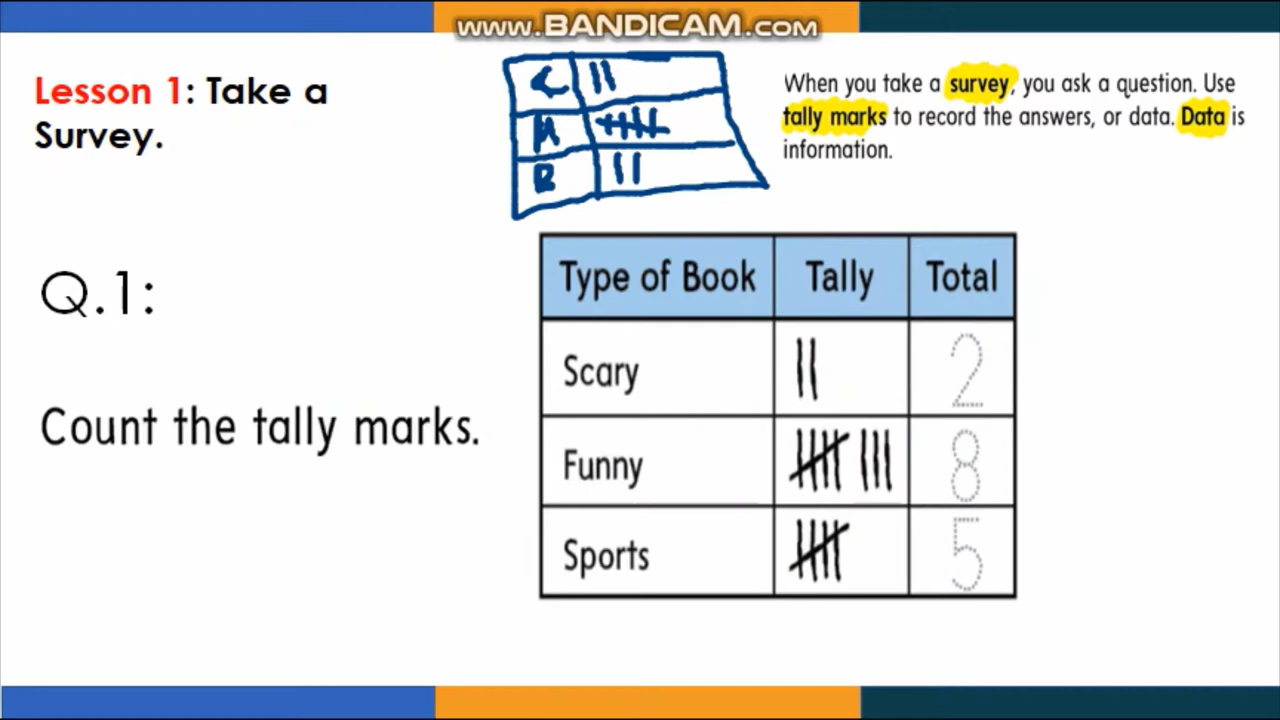 www.BANDICAM.com
Lesson 1: Take a
Survey.
C
M
B
When you take a survey, you ask a question. Use
tally marks to record the answers, or data. Data is
information.
Q.1:
Count the tally marks.
Type of Book Tally Total
Scary 2
Funny 8
Sports 5